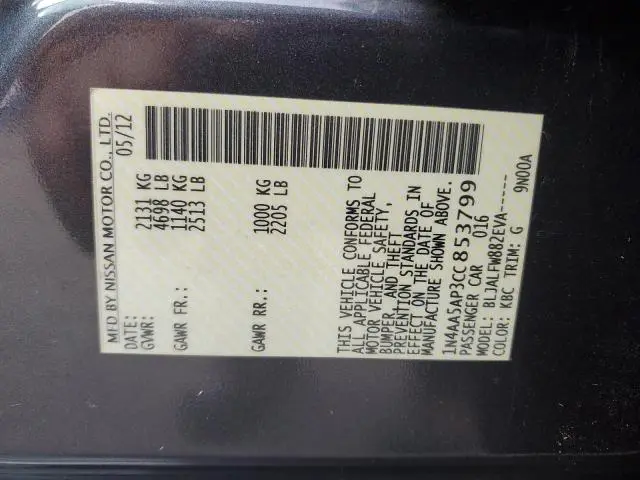 MFD BY NISSAN MOTOR CO., LTD.
DATE: 05/12
GVWR: 2131 KG
4698 LB
GAWR FR: 1140 KG
2513 LB
GAWR RR: 1000 KG
2205 LB
THIS VEHICLE CONFORMS TO
ALL APPLICABLE FEDERAL
MOTOR VEHICLE SAFETY,
BUMPER, AND THEFT
PREVENTION STANDARDS IN
EFFECT ON THE DATE OF
MANUFACTURE SHOWN ABOVE.
1N4AA5AP3CC853799
PASSENGER CAR 016
MODEL: BLJALFW882EVA-----
COLOR: KBC TRIM: G 9N00A